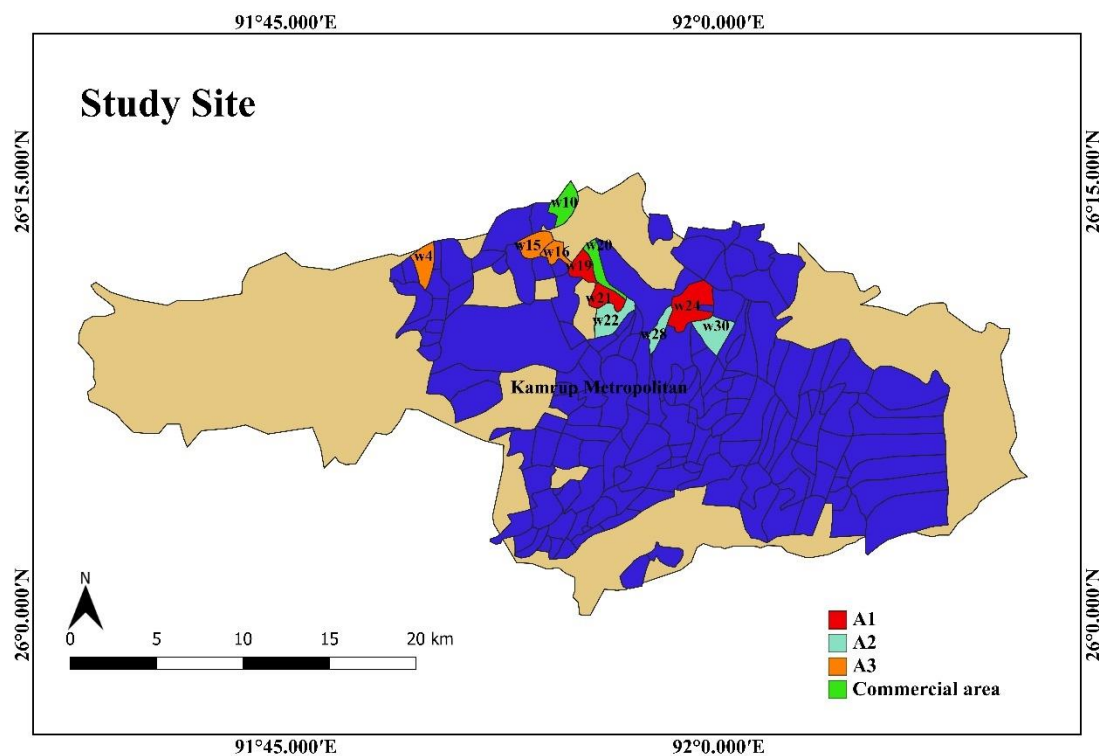 91°45.000'E 92°0.000'E
Study Site
26°15.000'N
26°15.000'N
w10
w15
w16
w20
w4
w19
w21
w24
w22
w28
w30
Kamrup Metropolitan
N
0 5 10 15 20 km
26°0.000'N
26°0.000'N
A1
A2
A3
Commercial area
91°45.000'E 92°0.000'E